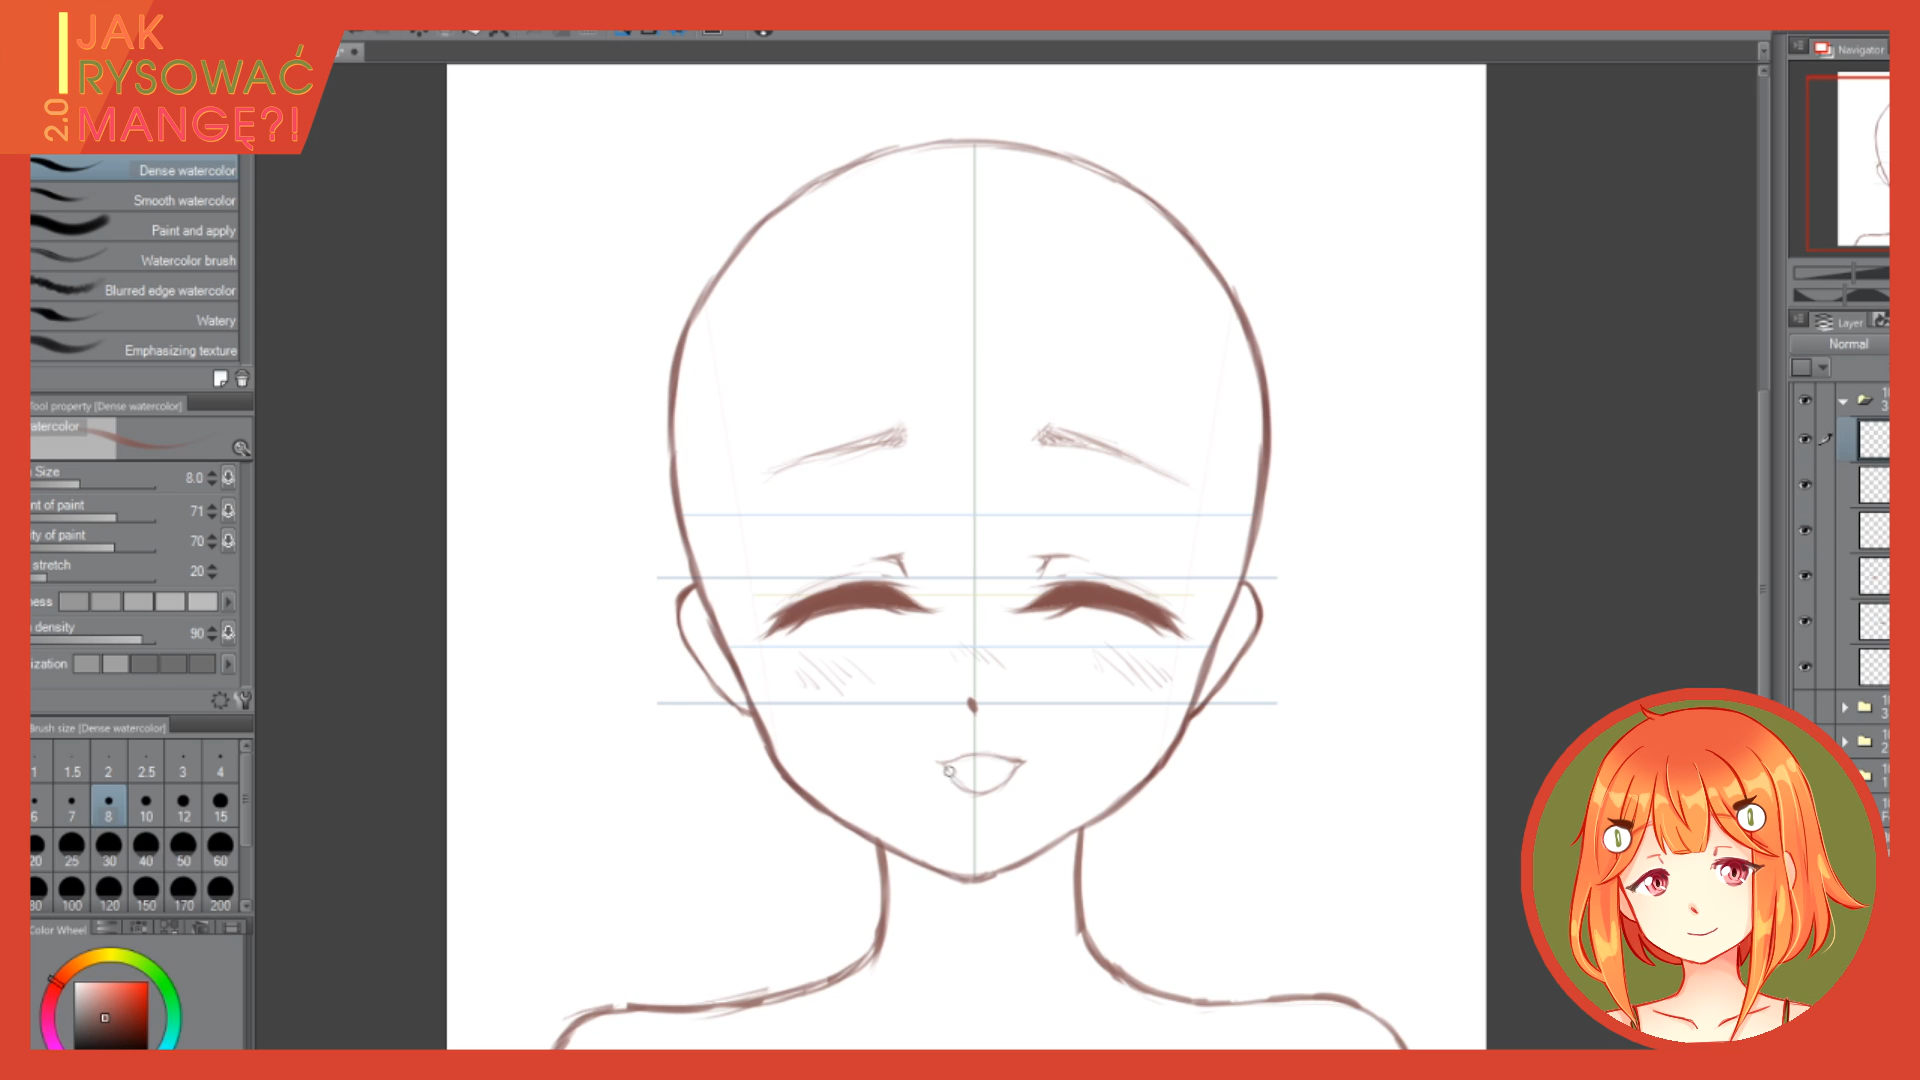 JAK
RYSOWAĆ
2.0 MANGĘ?!
Dense watercolor
Smooth watercolor
Paint and apply
Watercolor brush
Blurred edge watercolor
Watery
Emphasizing texture
Tool property [Dense watercolor]
atercolor
Size 8.0
nt of paint 71
ity of paint 70
stretch 20
ness
density 90
ization
Brush size [Dense watercolor]
1 1.5 2 2.5 3 4
6 7 8 10 12 15
20 25 30 40 50 60
80 100 120 150 170 200
Color Wheel
Navigator
Layer
Normal